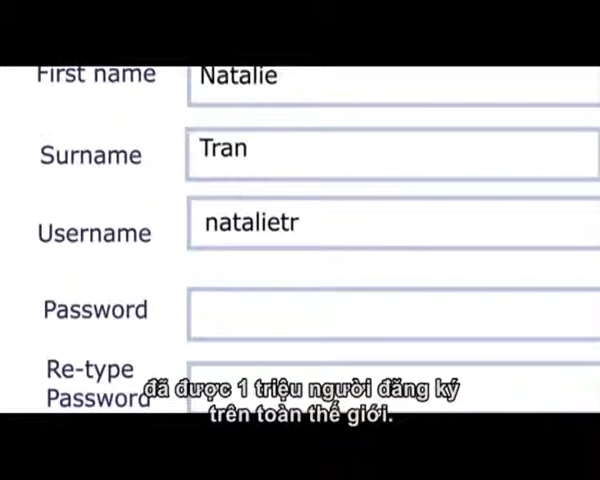 First name
Natalie
Surname
Tran
Username
natalietr
Password
Re-type
Password
đã được 1 triệu người đăng ký
trên toàn thế giới.